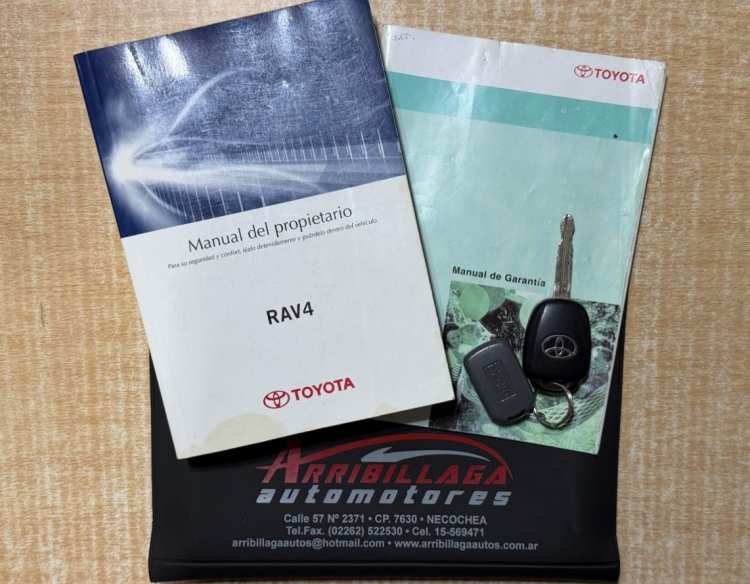 Manual del propietario
Para su seguridad y confort, léalo detenidamente y guárdelo dentro del vehículo
RAV4
TOYOTA
TOYOTA
Manual de Garantía
ARRIBILLAGA
automotores
Calle 57 Nº 2371 • CP. 7630 • NECOCHEA
Tel.Fax. (02262) 522530 • Cel. 15-569471
arribillagaautos@hotmail.com • www.arribillagaautos.com.ar